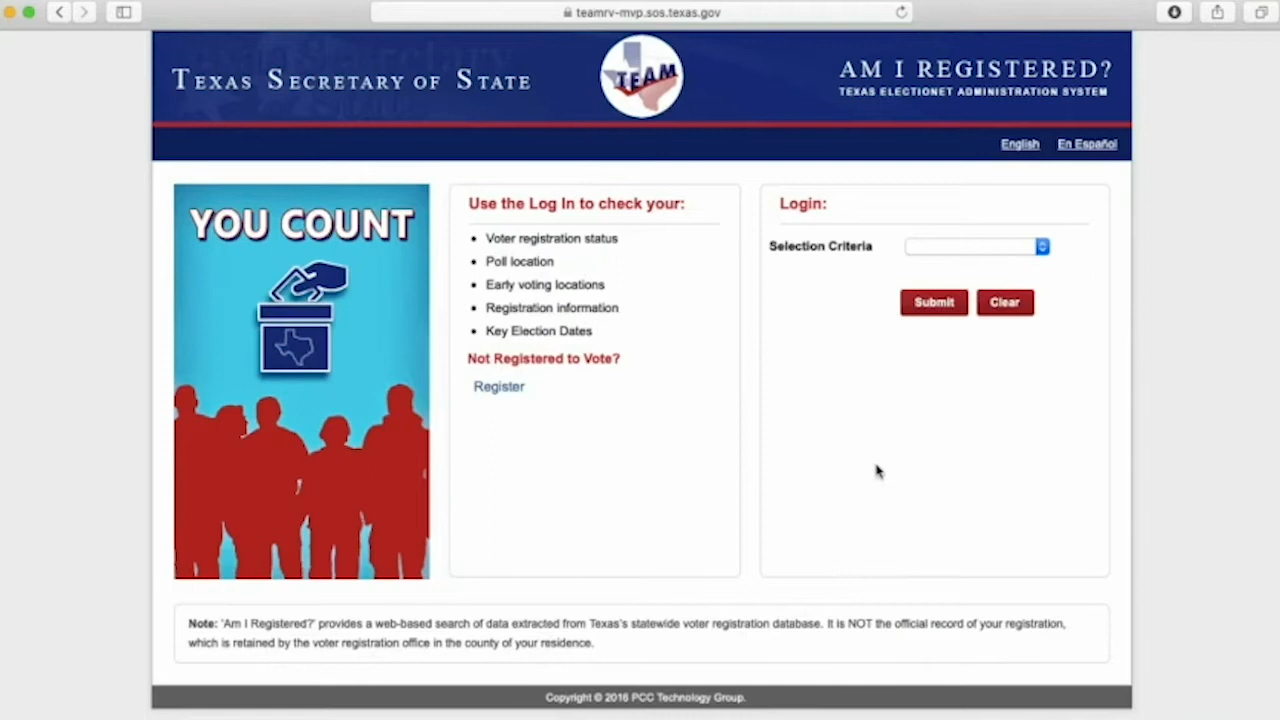 teamrv-mvp.sos.texas.gov
TEXAS SECRETARY OF STATE
TEAM
AM I REGISTERED?
TEXAS ELECTIONET ADMINISTRATION SYSTEM
English En Español
YOU COUNT
Use the Log In to check your:
Voter registration status
Poll location
Early voting locations
Registration information
Key Election Dates
Not Registered to Vote?
Register
Login:
Selection Criteria
Submit Clear
Note: 'Am I Registered?' provides a web-based search of data extracted from Texas's statewide voter registration database. It is NOT the official record of your registration,
which is retained by the voter registration office in the county of your residence.
Copyright © 2016 PCC Technology Group.